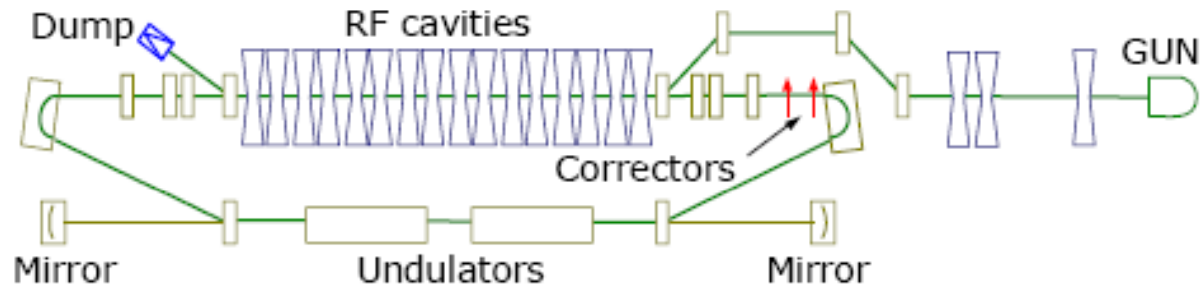 Dump
RF cavities
GUN
Correctors
Mirror
Undulators
Mirror